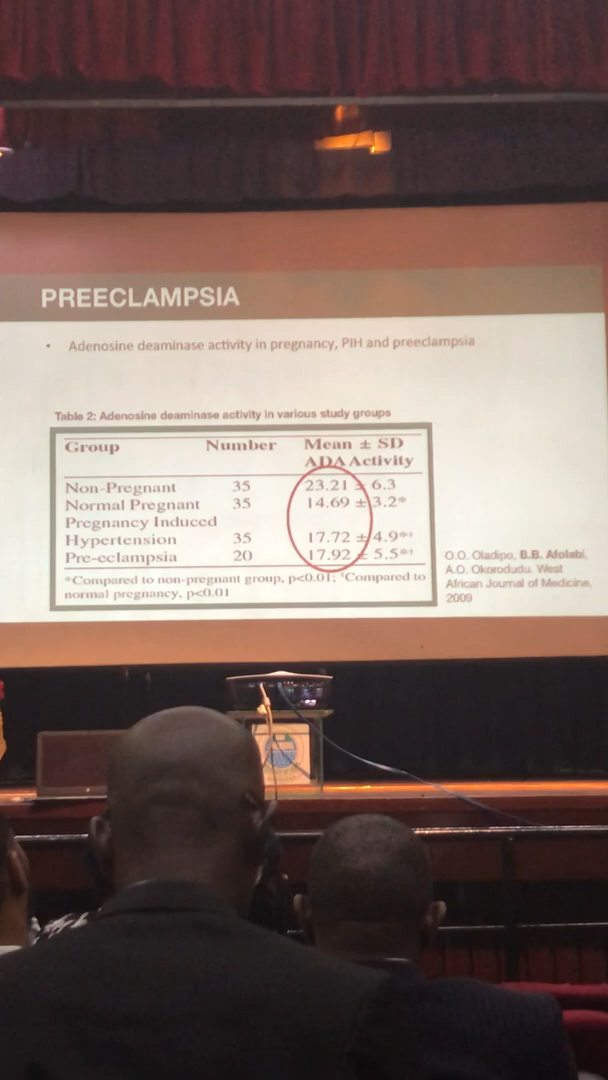 PREECLAMPSIA
• Adenosine deaminase activity in pregnancy, PIH and preeclampsia
Table 2: Adenosine deaminase activity in various study groups
Group Number Mean ± SD
ADA Activity
Non-Pregnant 35 23.21 ± 6.3
Normal Pregnant 35 14.69 ± 3.2*
Pregnancy Induced
Hypertension 35 17.72 ± 4.9*†
Pre-eclampsia 20 17.92 ± 5.5*†
*Compared to non-pregnant group, p<0.01; †Compared to
normal pregnancy, p<0.01
O.O. Oladipo, B.B. Afolabi,
A.O. Okorodudu. West
African Journal of Medicine,
2009